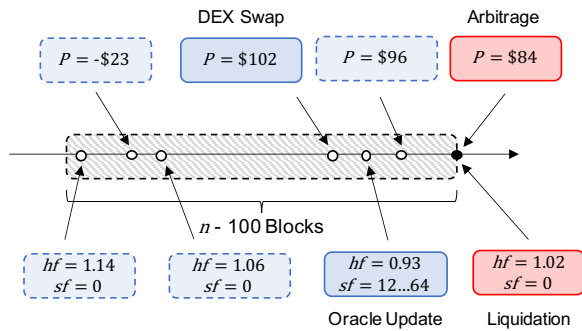 DEX Swap
Arbitrage
P = -$23
P = $102
P = $96
P = $84
n - 100 Blocks
hf = 1.14
sf = 0
hf = 1.06
sf = 0
hf = 0.93
sf = 12...64
hf = 1.02
sf = 0
Oracle Update
Liquidation